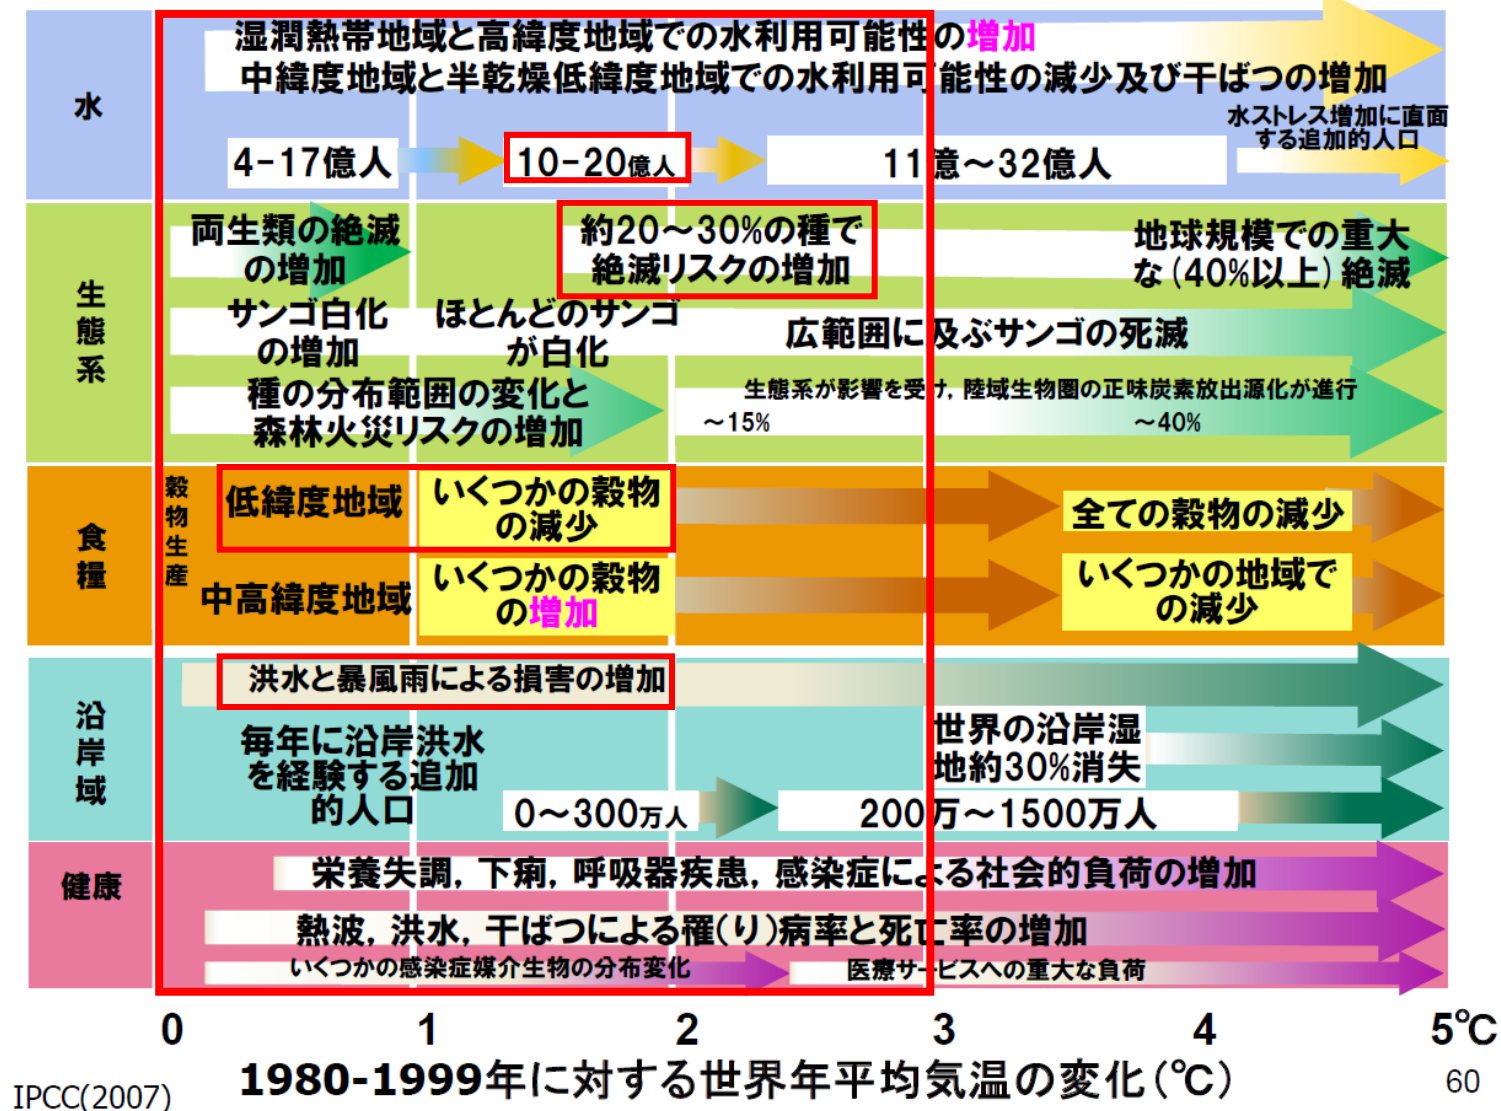 水
湿潤熱帯地域と高緯度地域での水利用可能性の増加
中緯度地域と半乾燥低緯度地域での水利用可能性の減少及び干ばつの増加
水ストレス増加に直面
する追加的人口
4-17億人
10-20億人
11億～32億人
生態系
両生類の絶滅
の増加
約20～30%の種で
絶滅リスクの増加
地球規模での重大
な(40%以上)絶滅
サンゴ白化
の増加
ほとんどのサンゴ
が白化
広範囲に及ぶサンゴの死滅
種の分布範囲の変化と
森林火災リスクの増加
生態系が影響を受け, 陸域生物圏の正味炭素放出源化が進行
～15%
～40%
食糧
穀物生産
低緯度地域
いくつかの穀物
の減少
全ての穀物の減少
中高緯度地域
いくつかの穀物
の増加
いくつかの地域で
の減少
沿岸域
洪水と暴風雨による損害の増加
毎年に沿岸洪水
を経験する追加
的人口
世界の沿岸湿
地約30%消失
0～300万人
200万～1500万人
健康
栄養失調, 下痢, 呼吸器疾患, 感染症による社会的負荷の増加
熱波, 洪水, 干ばつによる罹(り)病率と死亡率の増加
いくつかの感染症媒介生物の分布変化
医療サービスへの重大な負荷
0 1 2 3 4 5℃
1980-1999年に対する世界年平均気温の変化(℃)
IPCC(2007)
60